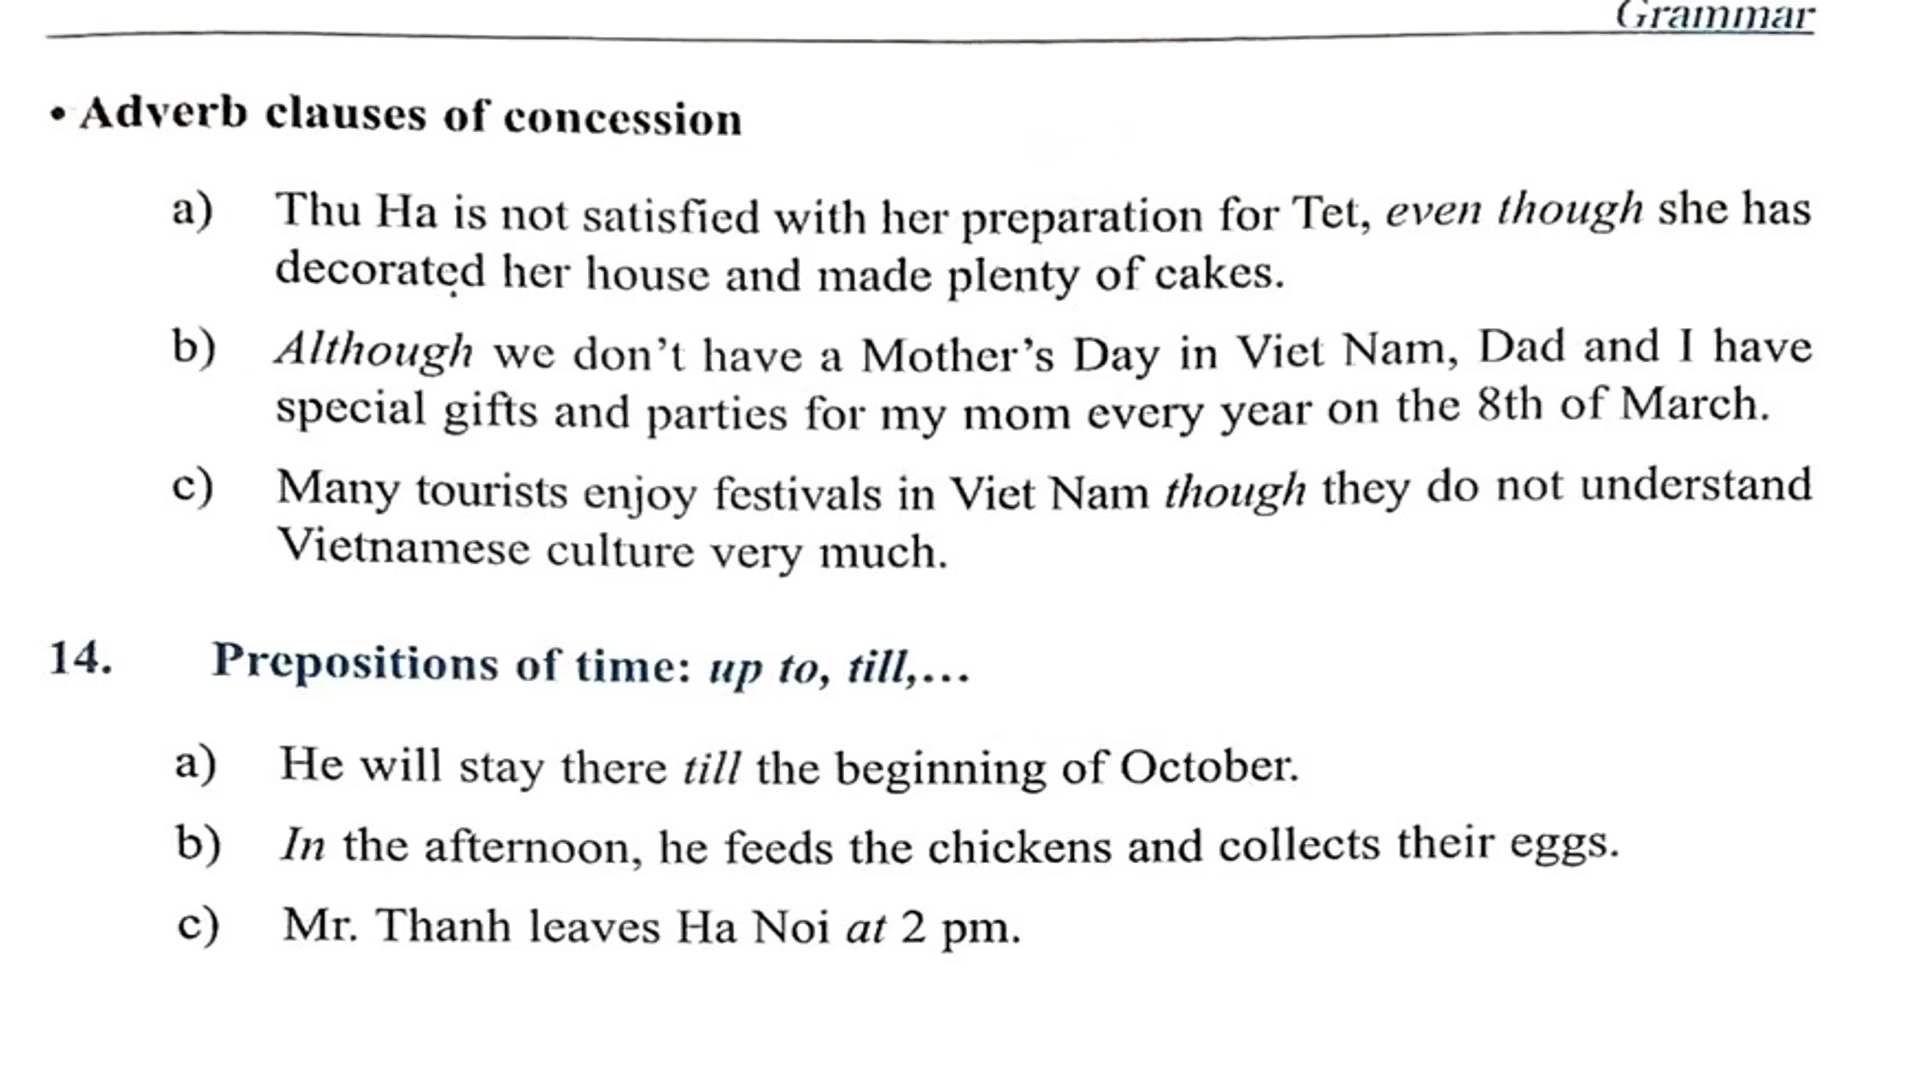 Grammar
• Adverb clauses of concession
a) Thu Ha is not satisfied with her preparation for Tet, even though she has
decorated her house and made plenty of cakes.
b) Although we don't have a Mother's Day in Viet Nam, Dad and I have
special gifts and parties for my mom every year on the 8th of March.
c) Many tourists enjoy festivals in Viet Nam though they do not understand
Vietnamese culture very much.
14. Prepositions of time: up to, till,...
a) He will stay there till the beginning of October.
b) In the afternoon, he feeds the chickens and collects their eggs.
c) Mr. Thanh leaves Ha Noi at 2 pm.